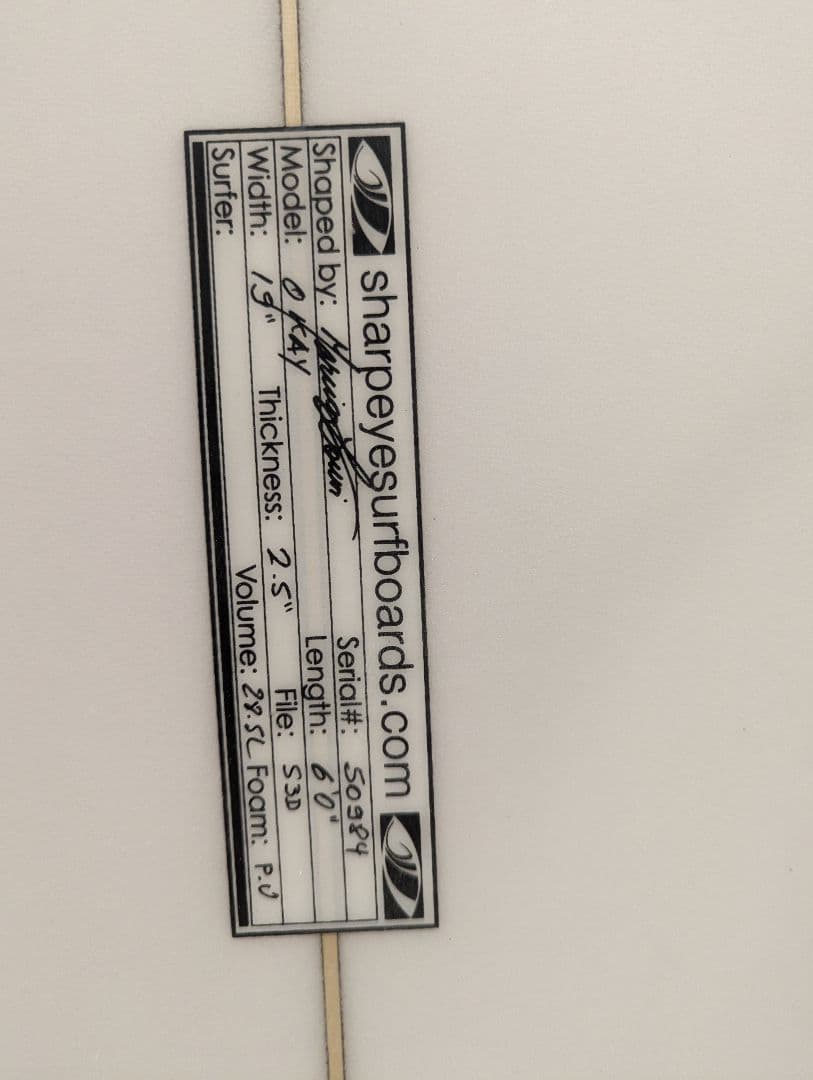 sharpeyesurfboards.com
Shaped by: Serial#: 50984
Model: O KAY Length: 6'0"
Width: 19" Thickness: 2.5" File: S3D
Surfer: Volume: 28.5L Foam: P.U